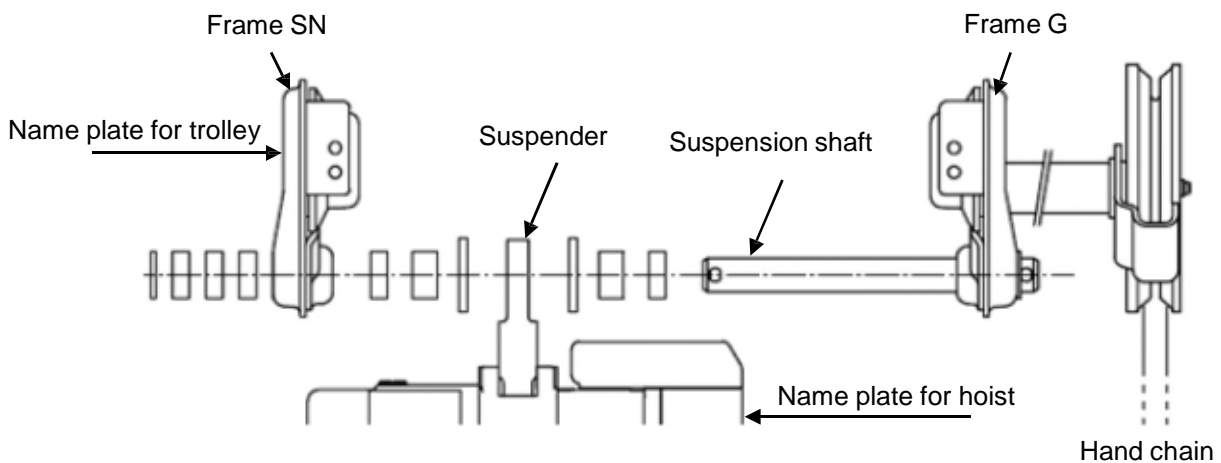 Frame SN
Frame G
Name plate for trolley
Suspender
Suspension shaft
Name plate for hoist
Hand chain